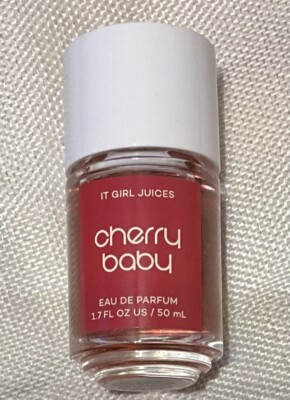 IT GIRL JUICES
cherry
baby
EAU DE PARFUM
1.7 FL OZ US / 50 mL